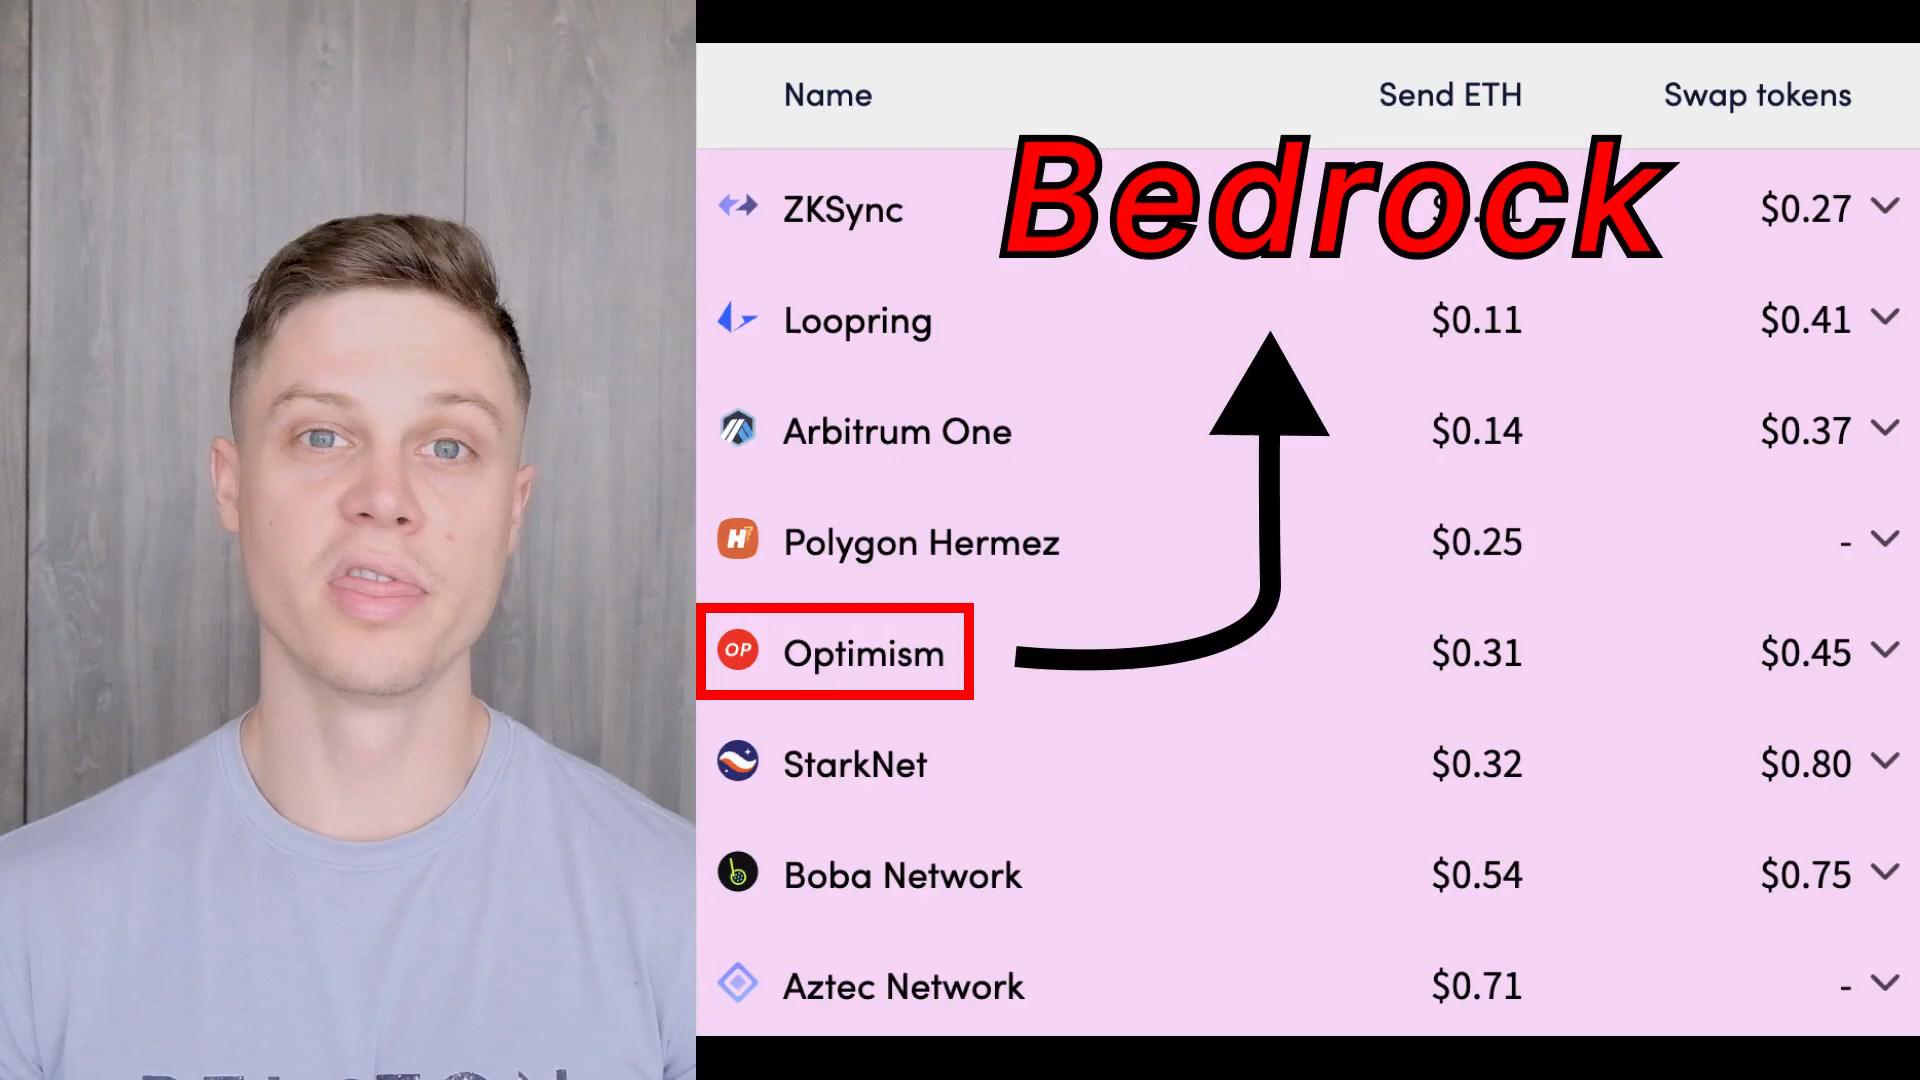 Name Send ETH Swap tokens
Bedrock
ZKSync $0.27
Loopring $0.11 $0.41
Arbitrum One $0.14 $0.37
H Polygon Hermez $0.25 -
OP Optimism $0.31 $0.45
StarkNet $0.32 $0.80
Boba Network $0.54 $0.75
Aztec Network $0.71 -